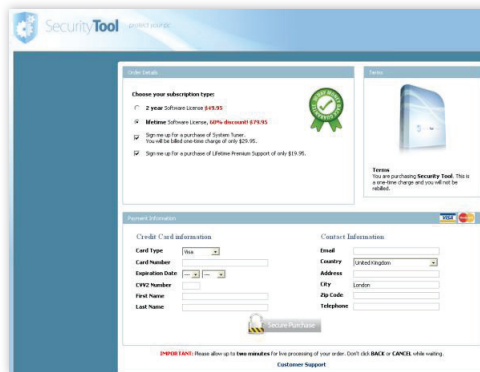 SecurityTool
Order Details
Choose your subscription type:
2 year Software License $49.95
lifetime Software License, 60% discount! $79.95
Sign me up for a purchase of System Tuner.
You will be billed one-time charge of only $29.95.
Sign me up for a purchase of Lifetime Premium Support of only $19.95.
Terms
Terms
You are purchasing Security Tool. This is
a one-time charge and you will not be
rebilled.
Payment Information
VISA
Credit Card information
Card Type Visa
Card Number
Expiration Date --- ---
CVV2 Number
First Name
Last Name
Contact Information
Email
Country United Kingdom
Address
City London
Zip Code
Telephone
Secure Purchase
IMPORTANT: Please allow up to two minutes for live processing of your order. Don't click BACK or CANCEL while waiting.
Customer Support